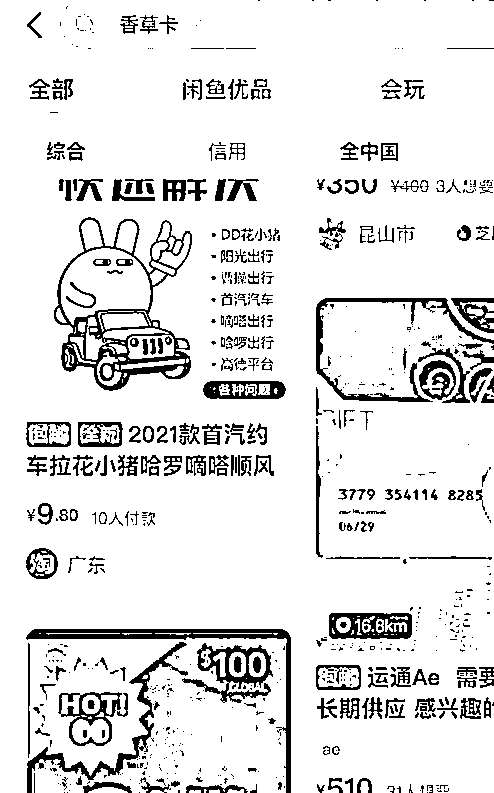 香草卡
全部 闲鱼优品 会玩
综合 信用 全中国
快速解决
• DD花小猪
• 阳光出行
• 曹操出行
• 首汽汽车
• 嘀嗒出行
• 哈啰出行
• 高德平台
各种问题
包邮 全新 2021款首汽约
车拉花小猪哈罗嘀嗒顺风
¥9.80 10人付款
淘 广东
HOT!
$100
GLOBAL
¥350 ¥400 3人想要
昆山市
GIFT
3779 354114 8285
06/29
16.8km
包邮 运通Ae 需要
长期供应 感兴趣的
ae
¥510 31人想要